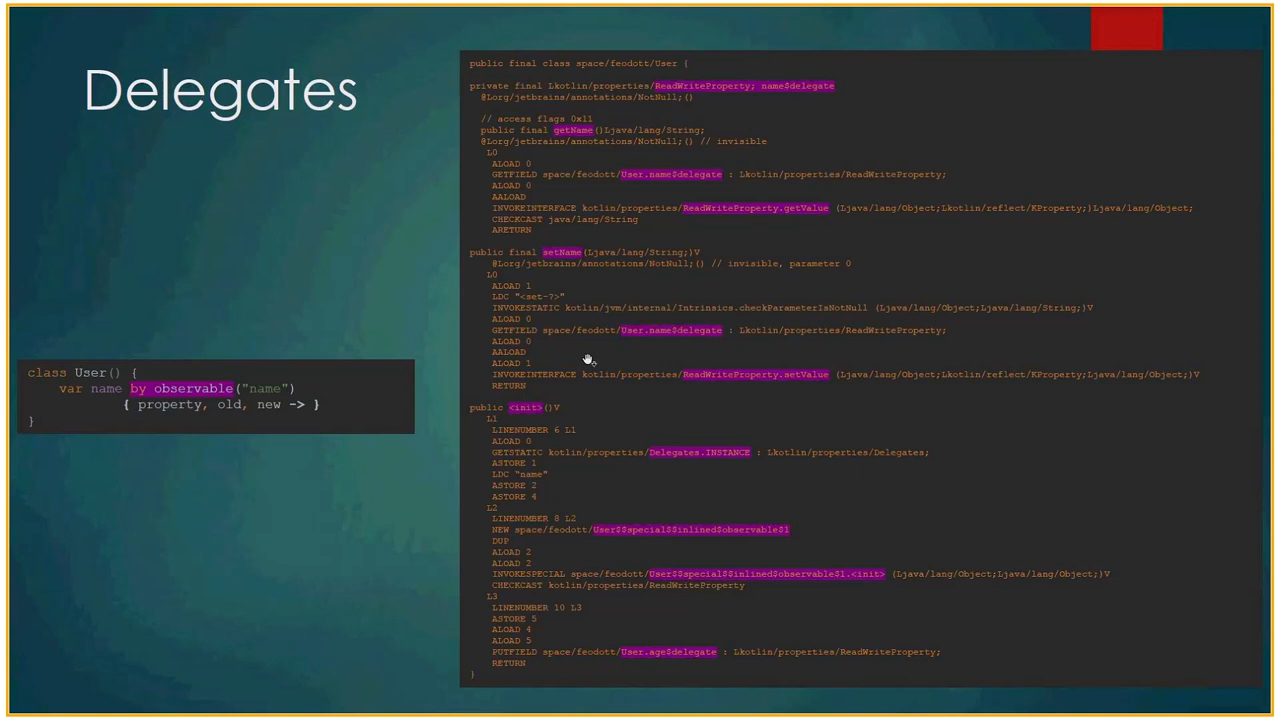 Delegates
class User() {
var name by observable("name")
{ property, old, new -> }
}
public final class space/feodott/User {
private final Lkotlin/properties/ReadWriteProperty; name$delegate
@Lorg/jetbrains/annotations/NotNull;()
// access flags 0x11
public final getName()Ljava/lang/String;
@Lorg/jetbrains/annotations/NotNull;() // invisible
L0
ALOAD 0
GETFIELD space/feodott/User.name$delegate : Lkotlin/properties/ReadWriteProperty;
ALOAD 0
AALOAD
INVOKEINTERFACE kotlin/properties/ReadWriteProperty.getValue (Ljava/lang/Object;Lkotlin/reflect/KProperty;)Ljava/lang/Object;
CHECKCAST java/lang/String
ARETURN
public final setName(Ljava/lang/String;)V
@Lorg/jetbrains/annotations/NotNull;() // invisible, parameter 0
L0
ALOAD 1
LDC "<set-?>"
INVOKESTATIC kotlin/jvm/internal/Intrinsics.checkParameterIsNotNull (Ljava/lang/Object;Ljava/lang/String;)V
ALOAD 0
GETFIELD space/feodott/User.name$delegate : Lkotlin/properties/ReadWriteProperty;
ALOAD 0
AALOAD
ALOAD 1
INVOKEINTERFACE kotlin/properties/ReadWriteProperty.setValue (Ljava/lang/Object;Lkotlin/reflect/KProperty;Ljava/lang/Object;)V
RETURN
public <init>()V
L1
LINENUMBER 6 L1
ALOAD 0
GETSTATIC kotlin/properties/Delegates.INSTANCE : Lkotlin/properties/Delegates;
ASTORE 1
LDC "name"
ASTORE 2
ASTORE 4
L2
LINENUMBER 8 L2
NEW space/feodott/User$$special$$inlined$observable$1
DUP
ALOAD 2
ALOAD 2
INVOKESPECIAL space/feodott/User$$special$$inlined$observable$1.<init> (Ljava/lang/Object;Ljava/lang/Object;)V
CHECKCAST kotlin/properties/ReadWriteProperty
L3
LINENUMBER 10 L3
ASTORE 5
ALOAD 4
ALOAD 5
PUTFIELD space/feodott/User.age$delegate : Lkotlin/properties/ReadWriteProperty;
RETURN
}